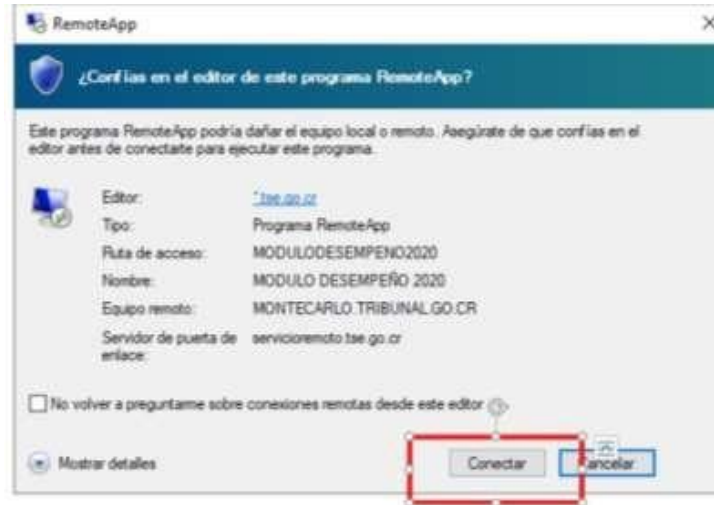 RemoteApp
¿Confías en el editor de este programa RemoteApp?
Este programa RemoteApp podría dañar el equipo local o remoto. Asegúrate de que confías en el
editor antes de conectarte para ejecutar este programa.
Editor: *.tse.go.cr
Tipo: Programa RemoteApp
Ruta de acceso: MODULODESEMPENO2020
Nombre: MODULO DESEMPEÑO 2020
Equipo remoto: MONTECARLO.TRIBUNAL.GO.CR
Servidor de puerta de servicioremoto.tse.go.cr
enlace:
No volver a preguntarme sobre conexiones remotas desde este editor
Mostrar detalles Conectar Cancelar